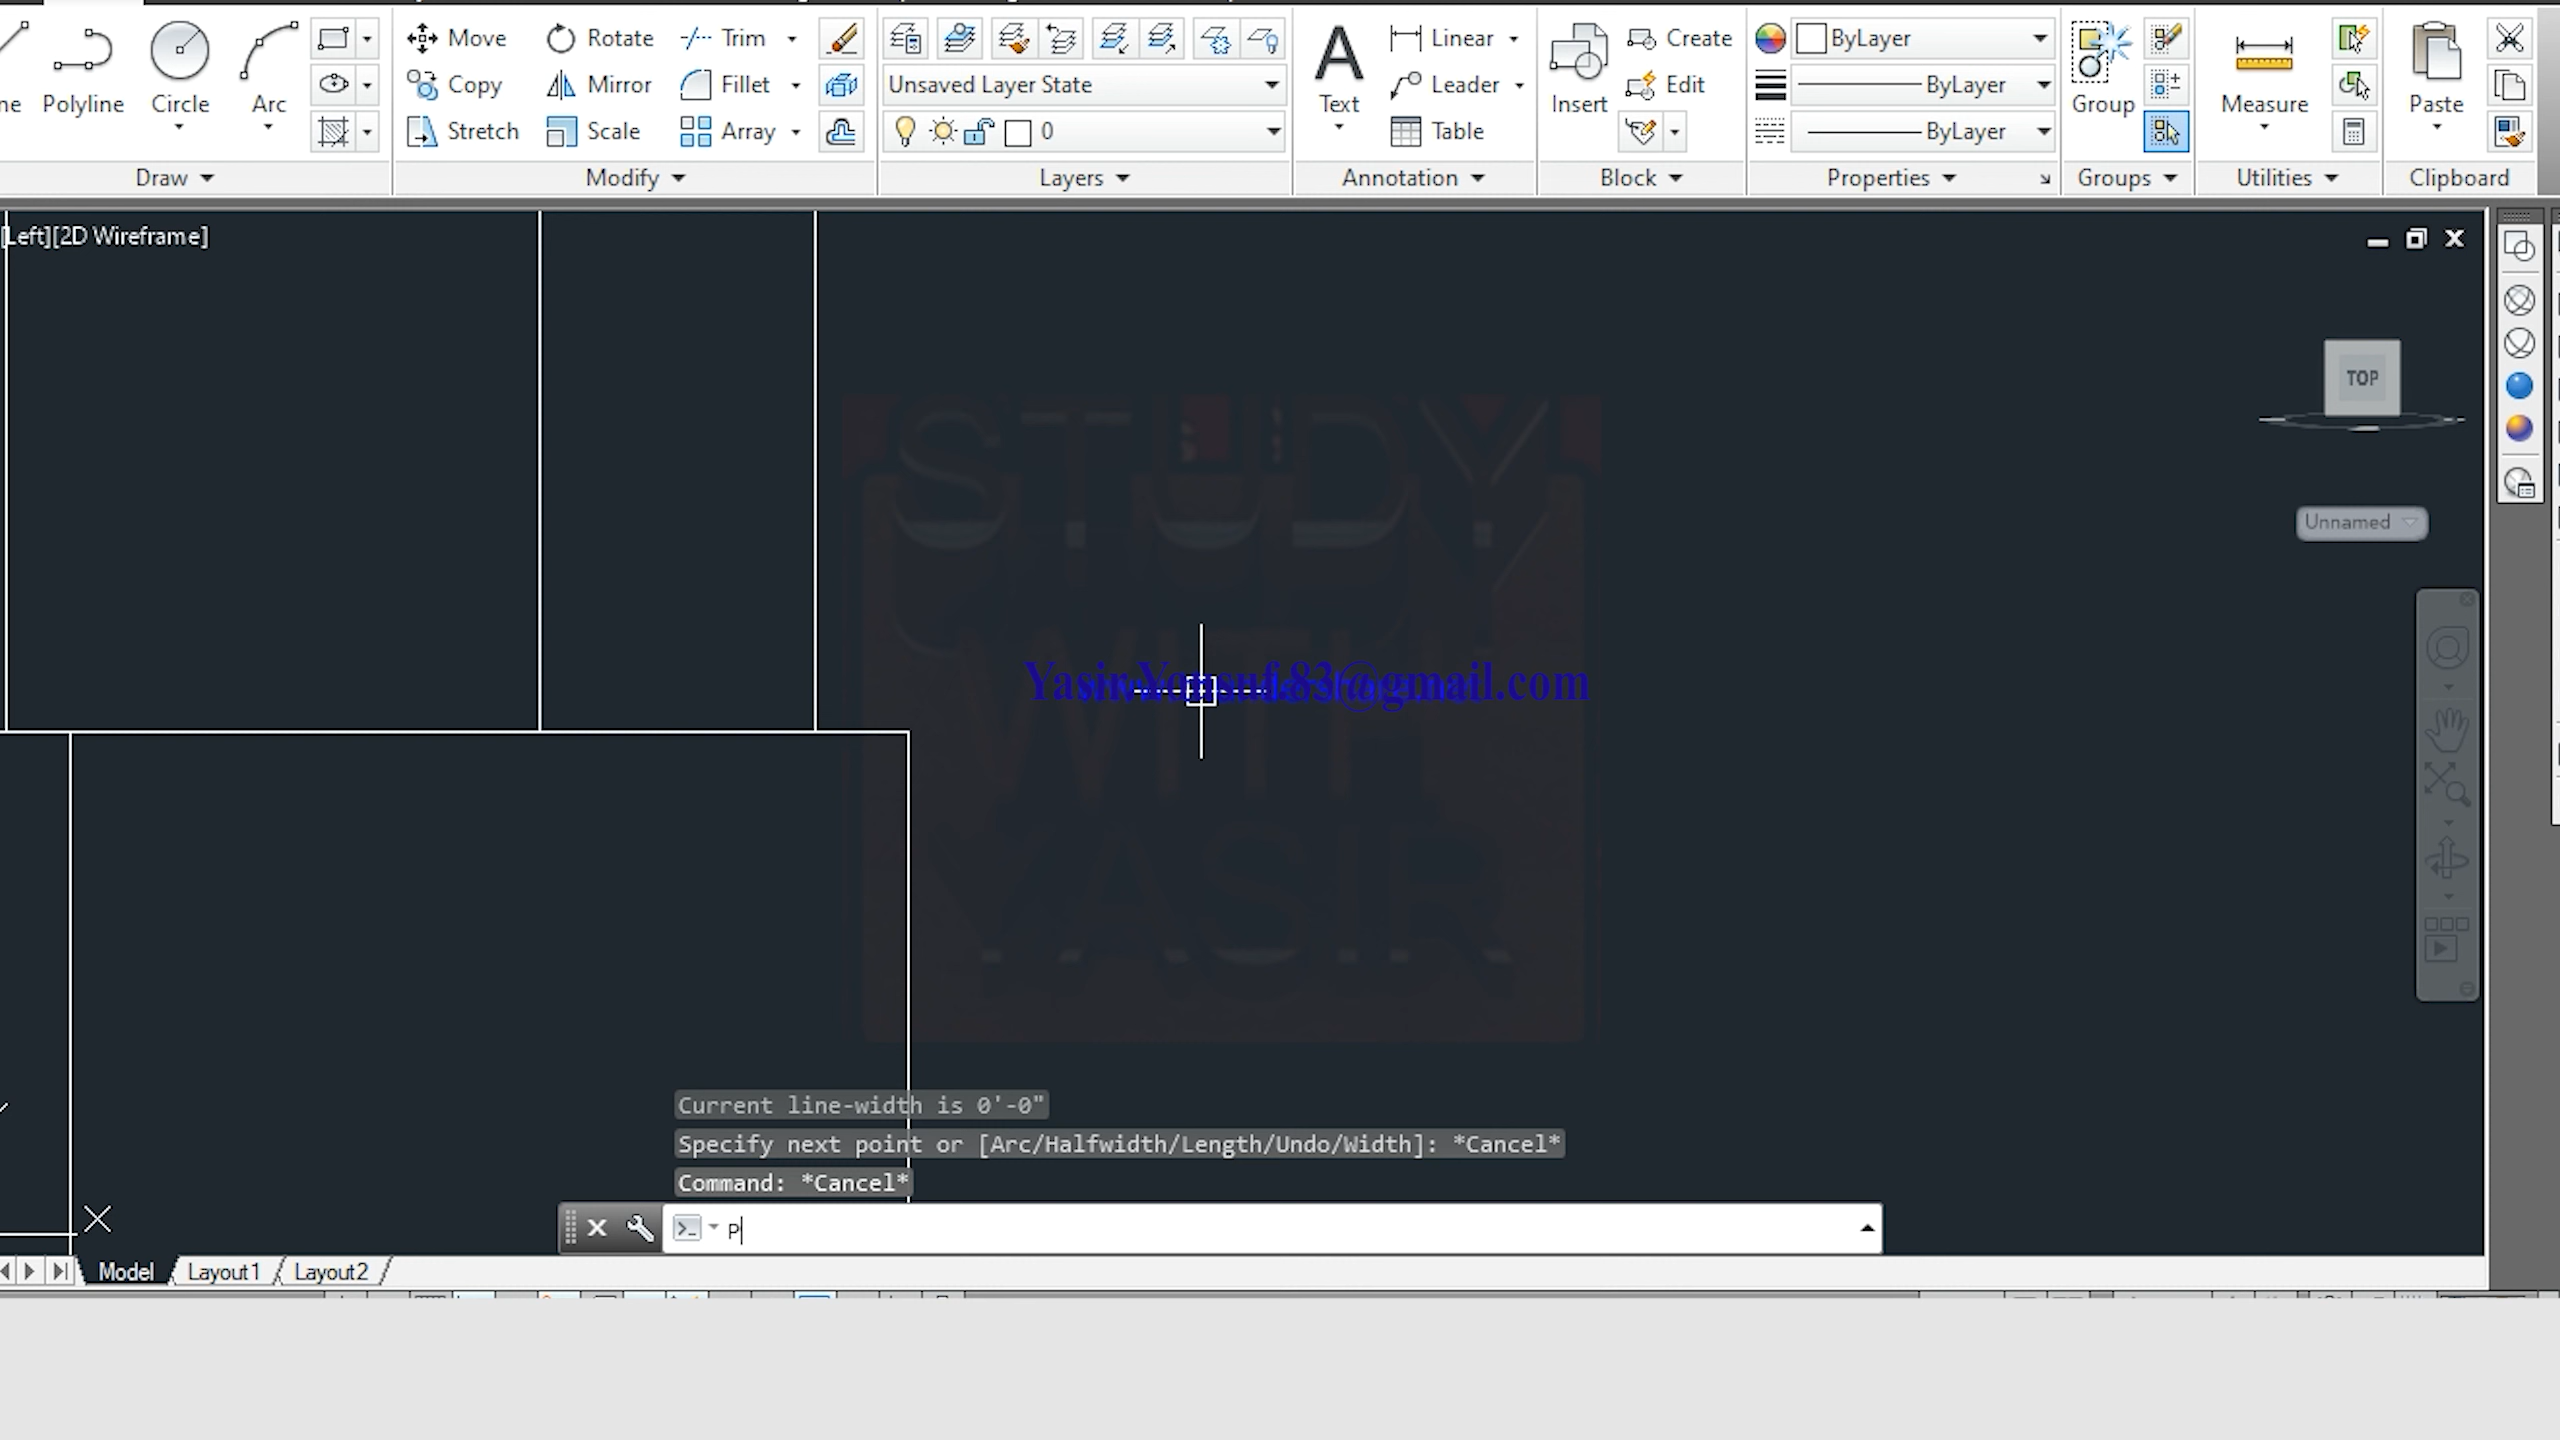 Move Rotate Trim
Polyline Circle Arc
Copy Mirror Fillet
Stretch Scale Array
Unsaved Layer State
0
Text
Linear
Leader
Table
Insert
Create
Edit
ByLayer
ByLayer
ByLayer
Group
Measure
Paste
Draw Modify Layers Annotation Block Properties Groups Utilities Clipboard
[Left][2D Wireframe]
TOP
Unnamed
STUDY
WITH
YASIR
Current line-width is 0'-0"
Specify next point or [Arc/Halfwidth/Length/Undo/Width]: *Cancel*
Command: *Cancel*
P
Model Layout1 Layout2